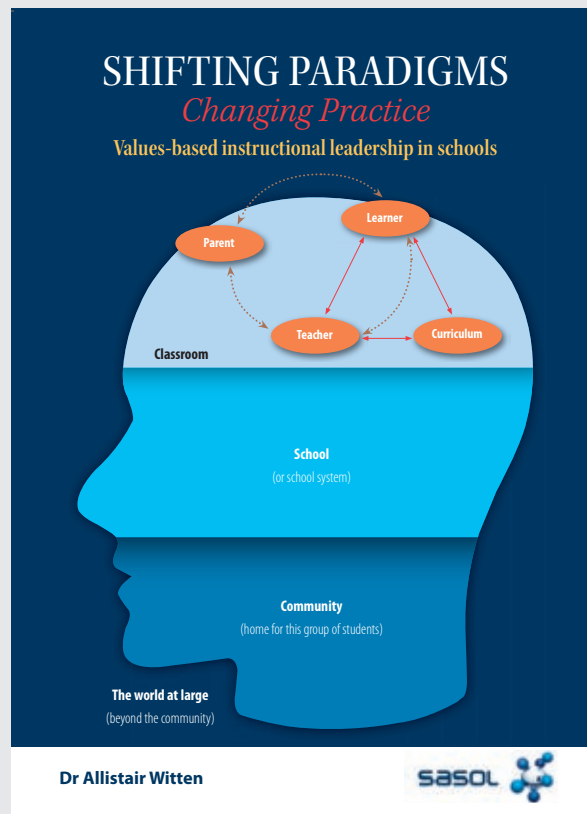 SHIFTING PARADIGMS
Changing Practice
Values-based instructional leadership in schools
Learner
Parent
Teacher
Curriculum
Classroom
School
(or school system)
Community
(home for this group of students)
The world at large
(beyond the community)
Dr Allistair Witten
sasol